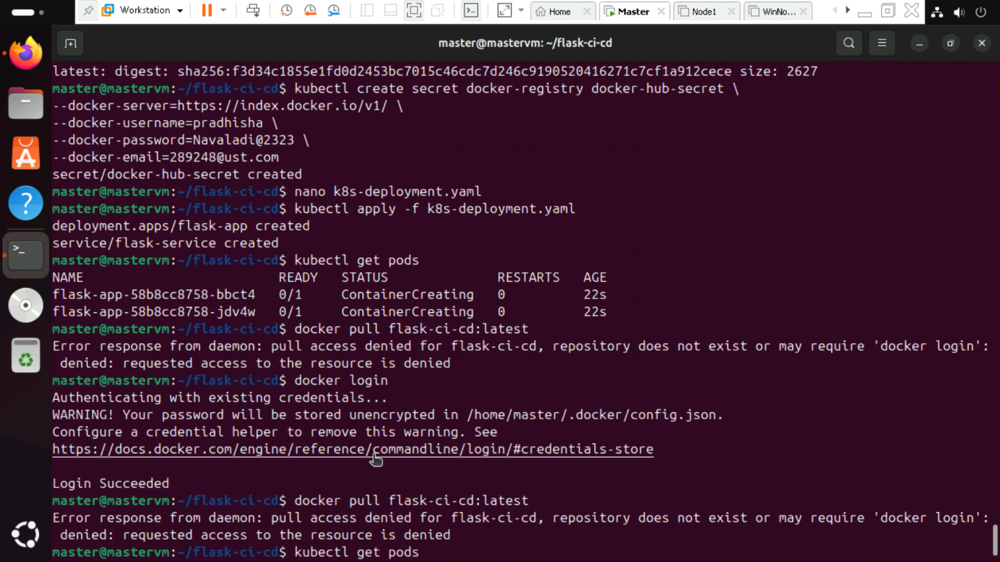 Workstation
Home
Master
Node1
WinNo...
master@mastervm: ~/flask-ci-cd
latest: digest: sha256:f3d34c1855e1fd0d2453bc7015c46cdc7d246c9190520416271c7cf1a912cece size: 2627
master@mastervm:~/flask-ci-cd$ kubectl create secret docker-registry docker-hub-secret \
--docker-server=https://index.docker.io/v1/ \
--docker-username=pradhisha \
--docker-password=Navaladi@2323 \
--docker-email=289248@ust.com
secret/docker-hub-secret created
master@mastervm:~/flask-ci-cd$ nano k8s-deployment.yaml
master@mastervm:~/flask-ci-cd$ kubectl apply -f k8s-deployment.yaml
deployment.apps/flask-app created
service/flask-service created
master@mastervm:~/flask-ci-cd$ kubectl get pods
NAME READY STATUS RESTARTS AGE
flask-app-58b8cc8758-bbct4 0/1 ContainerCreating 0 22s
flask-app-58b8cc8758-jdv4w 0/1 ContainerCreating 0 22s
master@mastervm:~/flask-ci-cd$ docker pull flask-ci-cd:latest
Error response from daemon: pull access denied for flask-ci-cd, repository does not exist or may require 'docker login':
denied: requested access to the resource is denied
master@mastervm:~/flask-ci-cd$ docker login
Authenticating with existing credentials...
WARNING! Your password will be stored unencrypted in /home/master/.docker/config.json.
Configure a credential helper to remove this warning. See
https://docs.docker.com/engine/reference/commandline/login/#credentials-store
Login Succeeded
master@mastervm:~/flask-ci-cd$ docker pull flask-ci-cd:latest
Error response from daemon: pull access denied for flask-ci-cd, repository does not exist or may require 'docker login':
denied: requested access to the resource is denied
master@mastervm:~/flask-ci-cd$ kubectl get pods